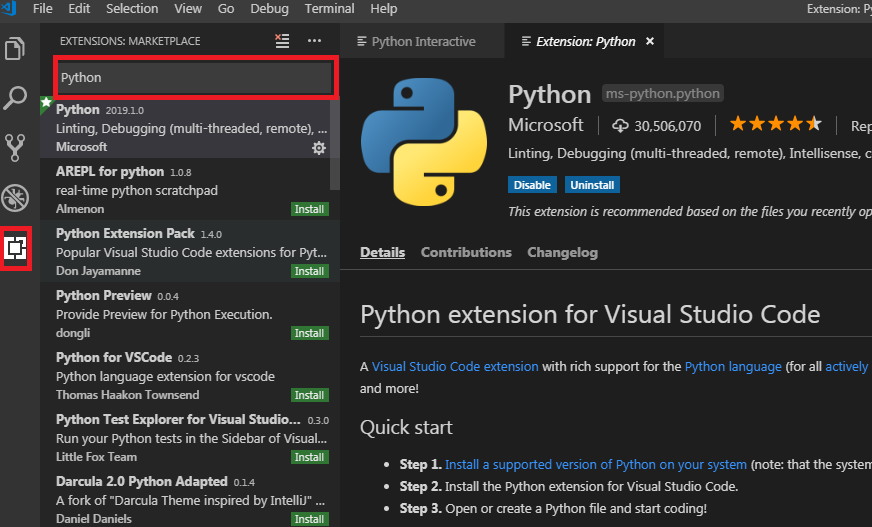 File Edit Selection View Go Debug Terminal Help
Extension: Py
EXTENSIONS: MARKETPLACE
Python
Python 2019.1.0
Linting, Debugging (multi-threaded, remote), ...
Microsoft
AREPL for python 1.0.8
real-time python scratchpad
Almenon Install
Python Extension Pack 1.4.0
Popular Visual Studio Code extensions for Pyt...
Don Jayamanne Install
Python Preview 0.0.4
Provide Preview for Python Execution.
dongli Install
Python for VSCode 0.2.3
Python language extension for vscode
Thomas Haakon Townsend Install
Python Test Explorer for Visual Studio... 0.3.0
Run your Python tests in the Sidebar of Visual...
Little Fox Team Install
Darcula 2.0 Python Adapted 0.1.4
A fork of "Darcula Theme inspired by IntelliJ" ...
Daniel Daniels Install
Python Interactive Extension: Python
Python ms-python.python
Microsoft 30,506,070 Rep
Linting, Debugging (multi-threaded, remote), Intellisense, c
Disable Uninstall
This extension is recommended based on the files you recently op
Details Contributions Changelog
Python extension for Visual Studio Code
A Visual Studio Code extension with rich support for the Python language (for all actively
and more!
Quick start
• Step 1. Install a supported version of Python on your system (note: that the system
• Step 2. Install the Python extension for Visual Studio Code.
• Step 3. Open or create a Python file and start coding!